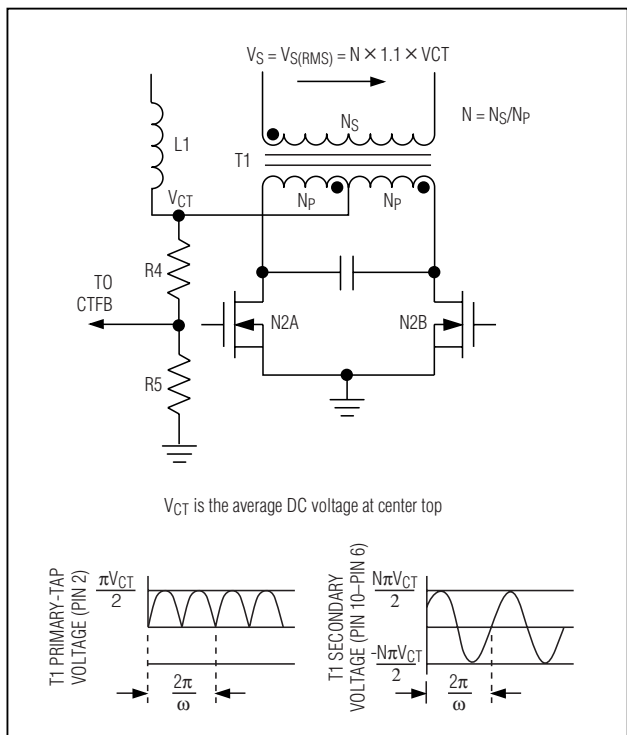 V_S = V_S(RMS) = N × 1.1 × VCT
N_S
N = N_S/N_P
L1
T1
V_CT
N_P
N_P
R4
TO
CTFB
N2A
N2B
R5
V_CT is the average DC voltage at center top
T1 PRIMARY-TAP
VOLTAGE (PIN 2)
πV_CT
2
2π
ω
T1 SECONDARY
VOLTAGE (PIN 10–PIN 6)
NπV_CT
2
-NπV_CT
2
2π
ω